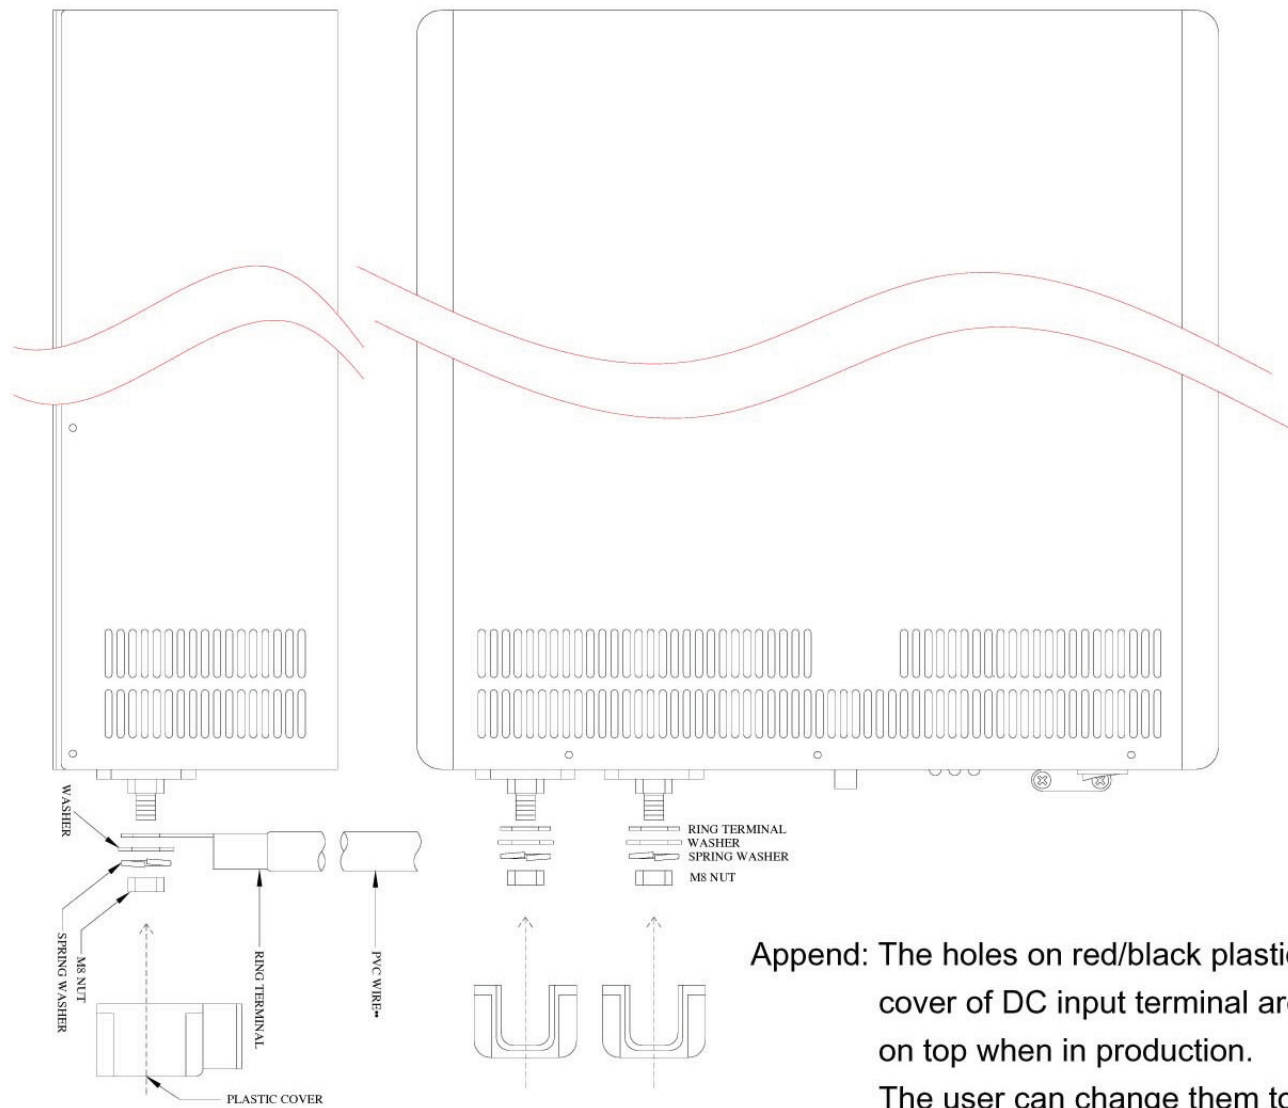 WASHER
SPRING WASHER
M8 NUT
RING TERMINAL
PVC WIRE••
PLASTIC COVER
RING TERMINAL
WASHER
SPRING WASHER
M8 NUT
Append: The holes on red/black plastic
cover of DC input terminal are
on top when in production.
The user can change them to